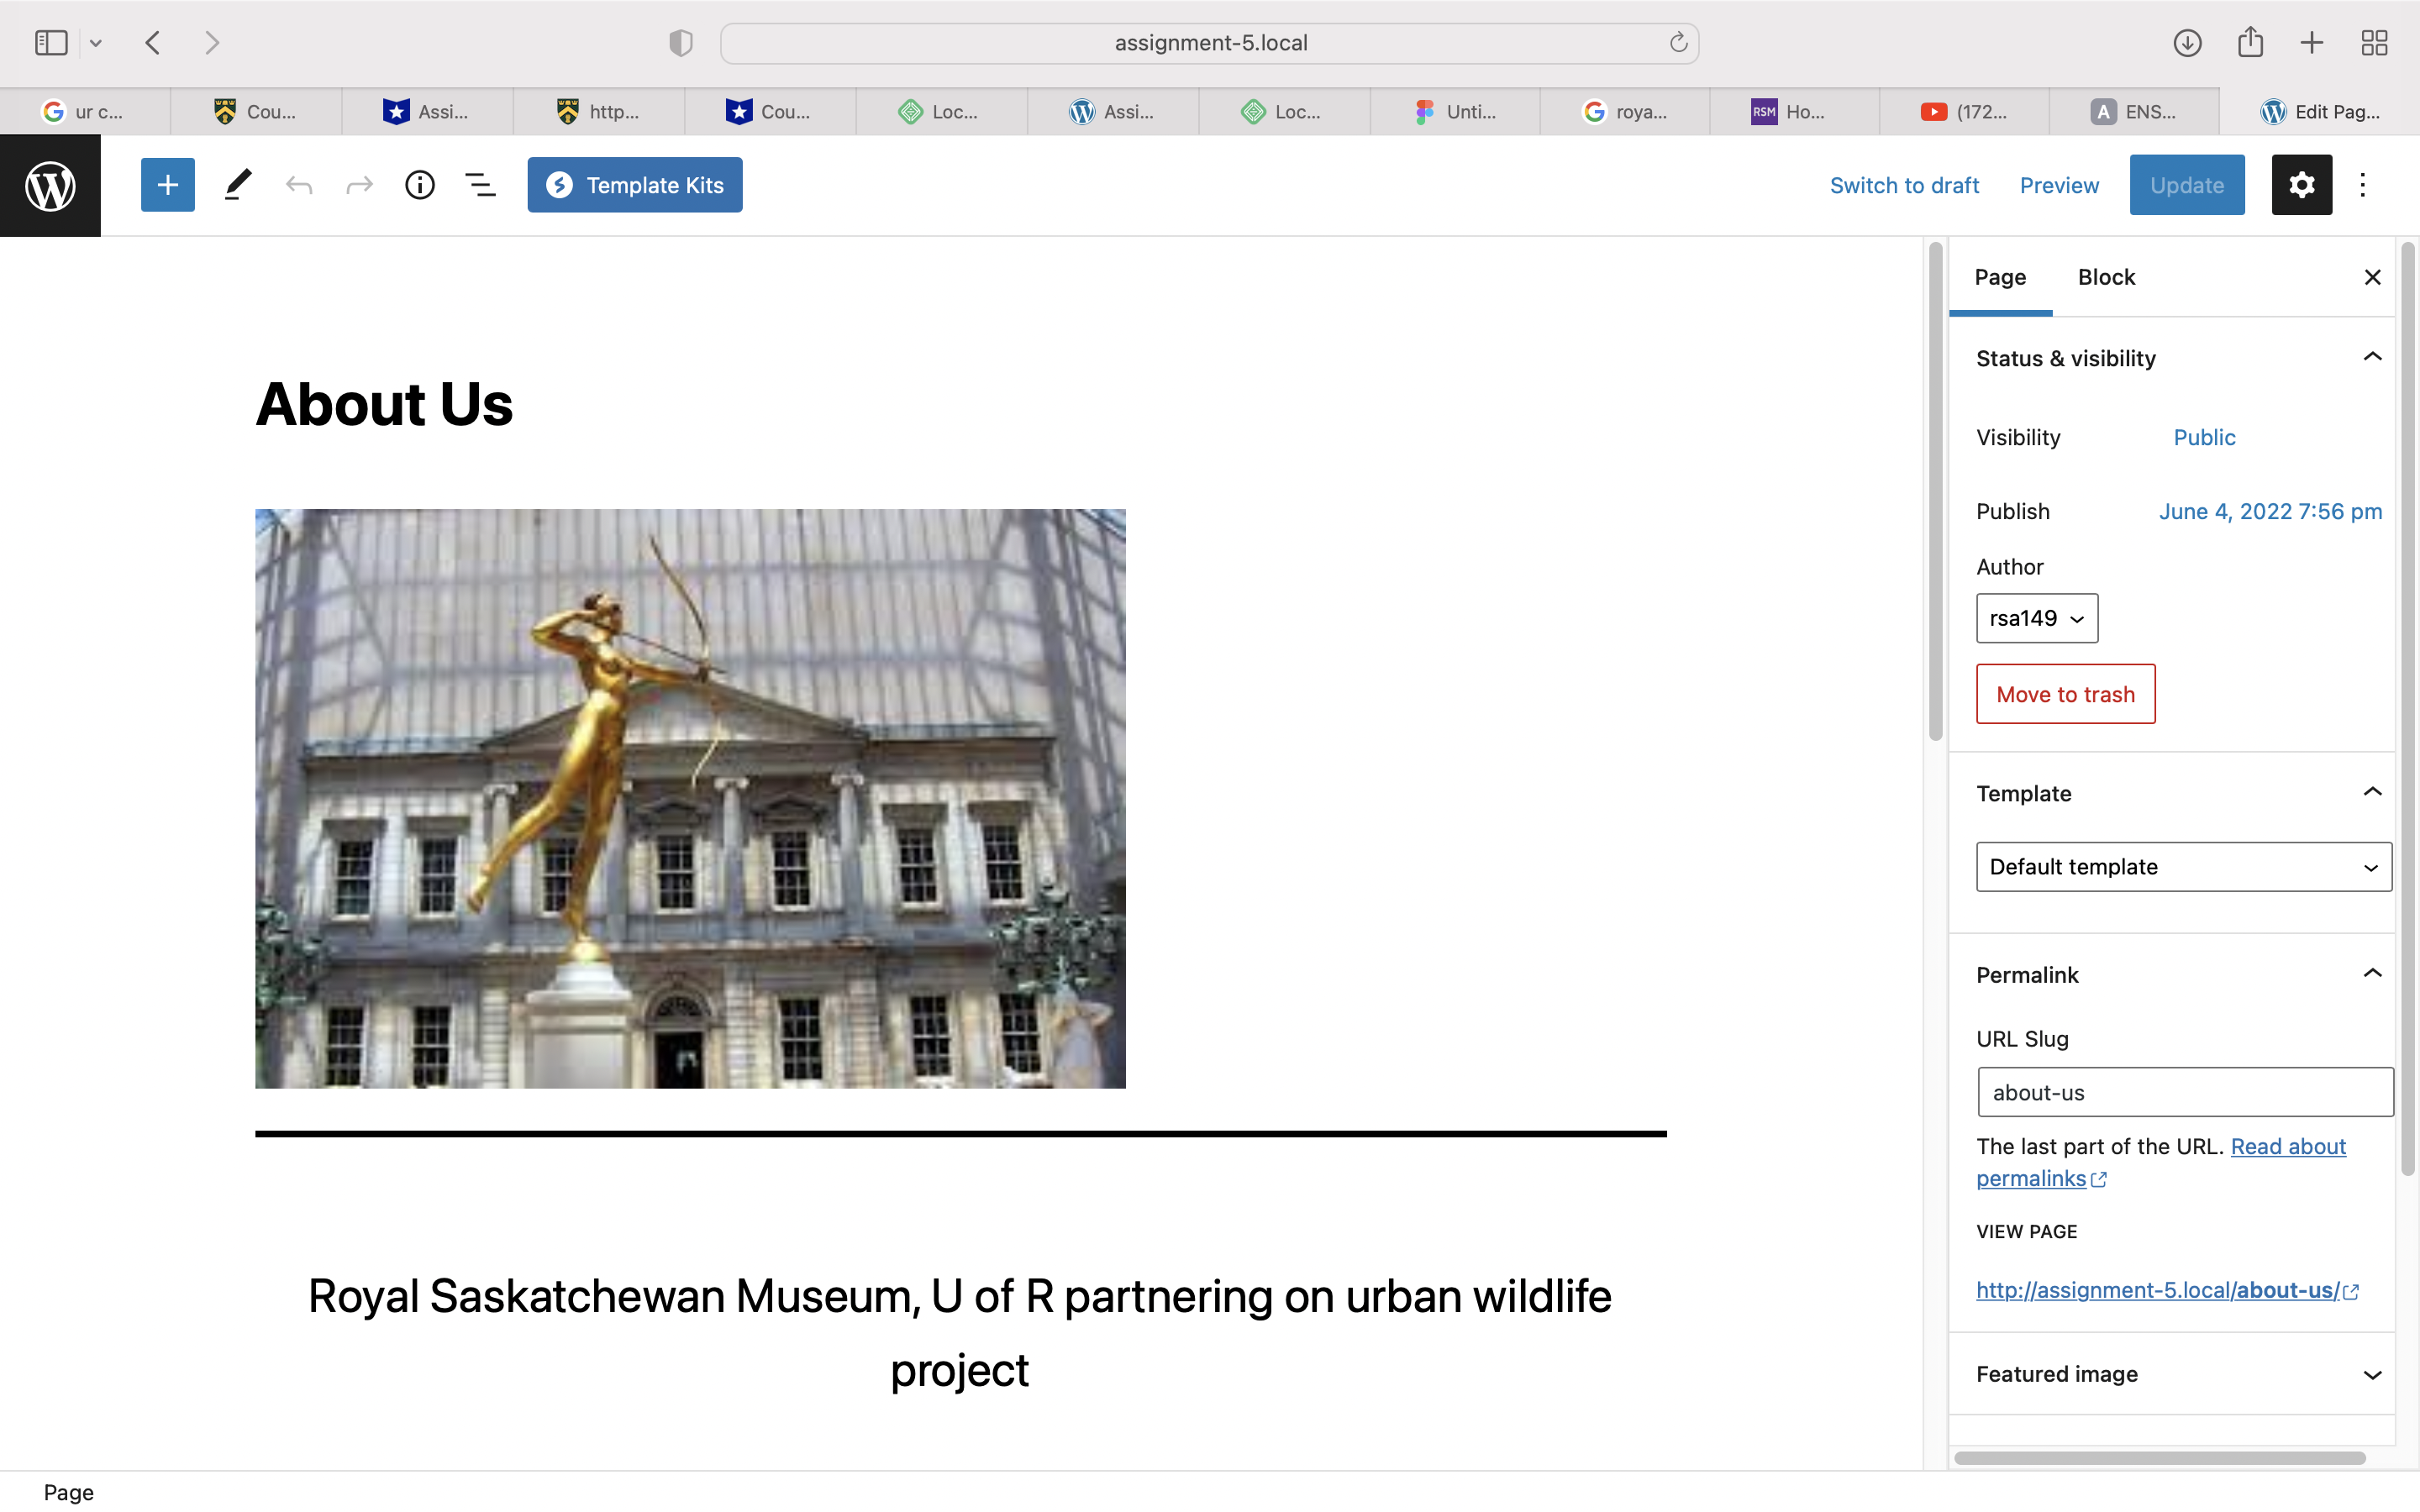 assignment-5.local
ur c...
Cou...
Assi...
http...
Cou...
Loc...
Assi...
Loc...
Unti...
roya...
RSM Ho...
(172...
A ENS...
Edit Pag...
Template Kits
Switch to draft
Preview
Update
Page
Block
Status & visibility
Visibility
Public
Publish
June 4, 2022 7:56 pm
Author
rsa149
Move to trash
Template
Default template
Permalink
URL Slug
about-us
The last part of the URL. Read about
permalinks
VIEW PAGE
http://assignment-5.local/about-us/
Featured image
About Us
Royal Saskatchewan Museum, U of R partnering on urban wildlife
project
Page